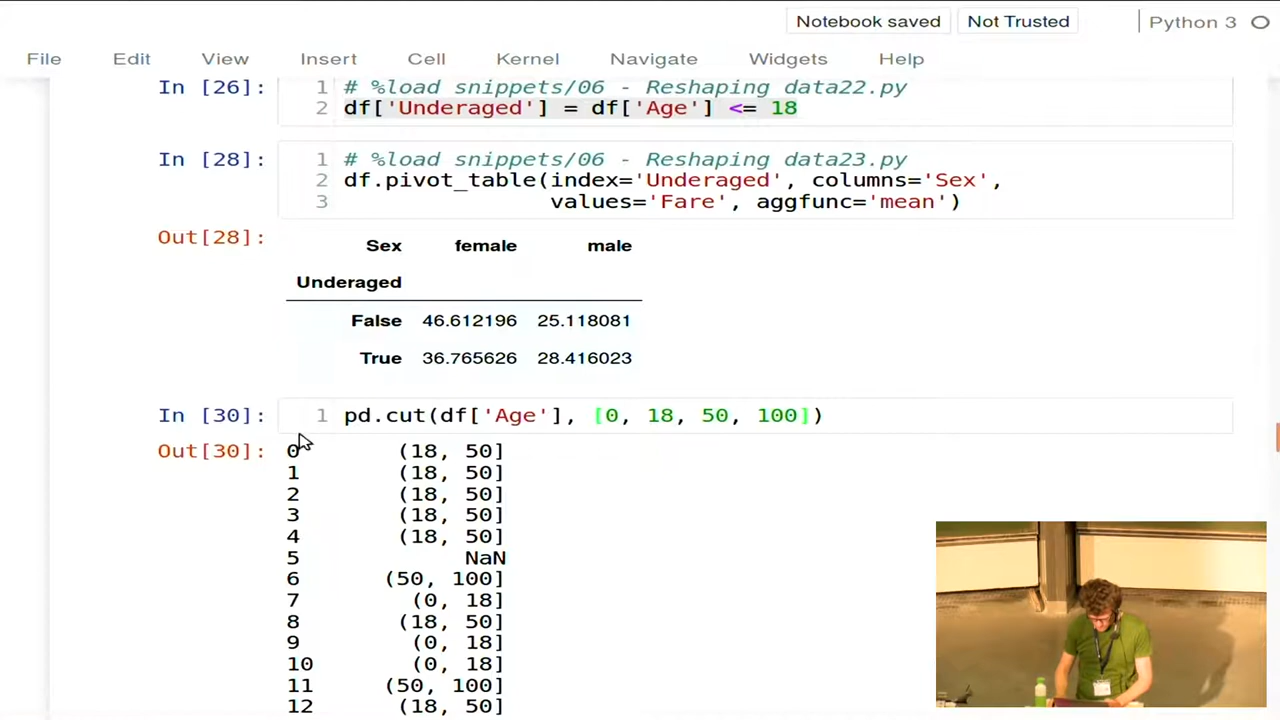 Notebook saved Not Trusted Python 3
File Edit View Insert Cell Kernel Navigate Widgets Help
In [26]: 1 # %load snippets/06 - Reshaping data22.py
2 df['Underaged'] = df['Age'] <= 18
In [28]: 1 # %load snippets/06 - Reshaping data23.py
2 df.pivot_table(index='Underaged', columns='Sex',
3 values='Fare', aggfunc='mean')
Out[28]:
Sex female male
Underaged
False 46.612196 25.118081
True 36.765626 28.416023
In [30]: 1 pd.cut(df['Age'], [0, 18, 50, 100])
Out[30]: 0 (18, 50]
1 (18, 50]
2 (18, 50]
3 (18, 50]
4 (18, 50]
5 NaN
6 (50, 100]
7 (0, 18]
8 (18, 50]
9 (0, 18]
10 (0, 18]
11 (50, 100]
12 (18, 50]